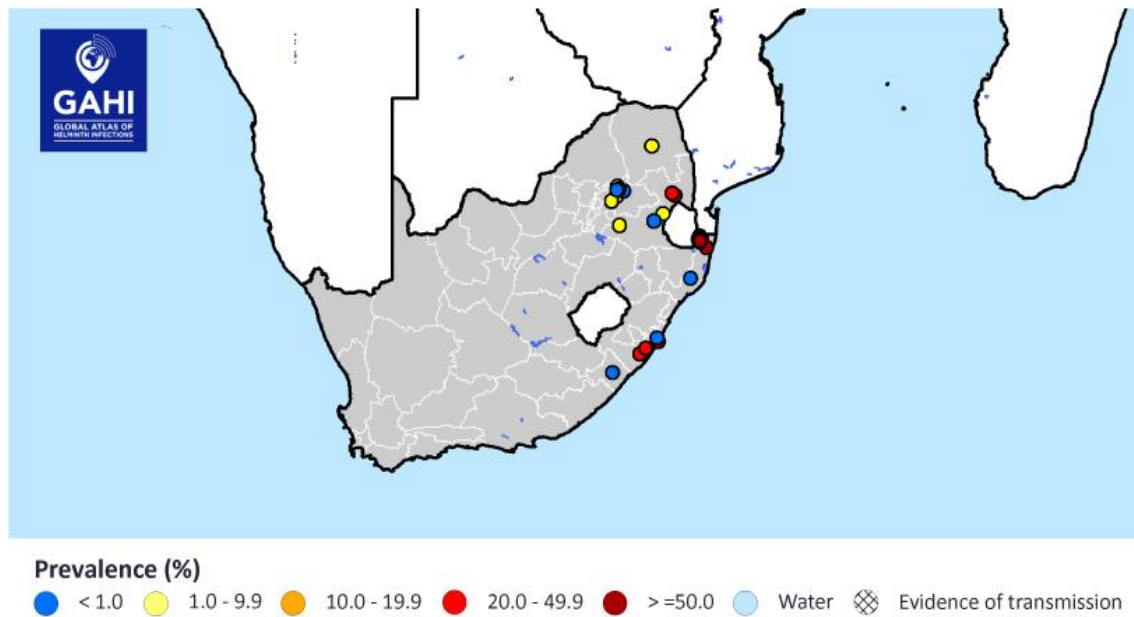 GAHI
GLOBAL ATLAS OF
HELMINTH INFECTIONS
Prevalence (%)
< 1.0 1.0 - 9.9 10.0 - 19.9 20.0 - 49.9 > =50.0 Water Evidence of transmission